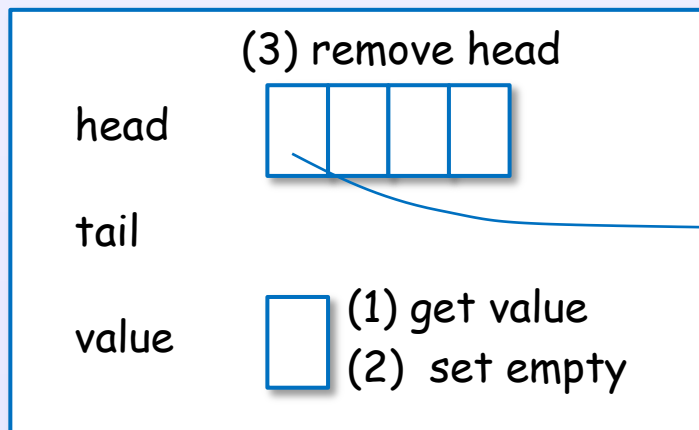 (3) remove head
head
tail
value
(1) get value
(2) set empty